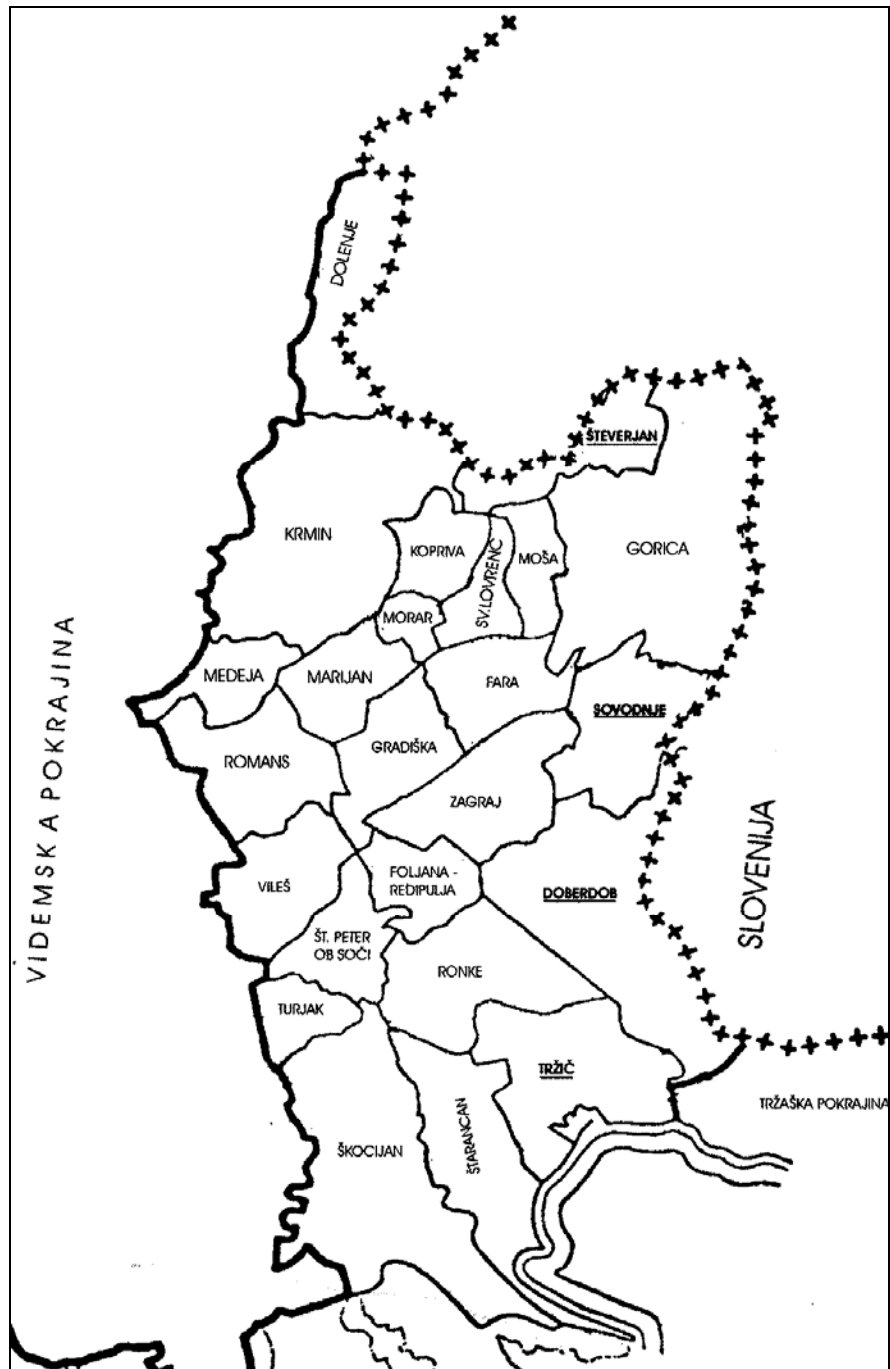 DOLENJE
ŠTEVERJAN
KRMIN
KOPRIVA
SV. LOVRENC
MOŠA
GORICA
MORAR
MEDEJA
MARIJAN
FARA
SOVODNJE
ROMANS
GRADIŠKA
ZAGRAJ
VIDEMSKA POKRAJINA
SLOVENIJA
VILEŠ
FOLJANA -
REDIPULJA
DOBERDOB
ŠT. PETER
OB SOČI
RONKE
TURJAK
TRŽIČ
TRŽAŠKA POKRAJINA
ŠKOCIJAN
ŠTARANCAN